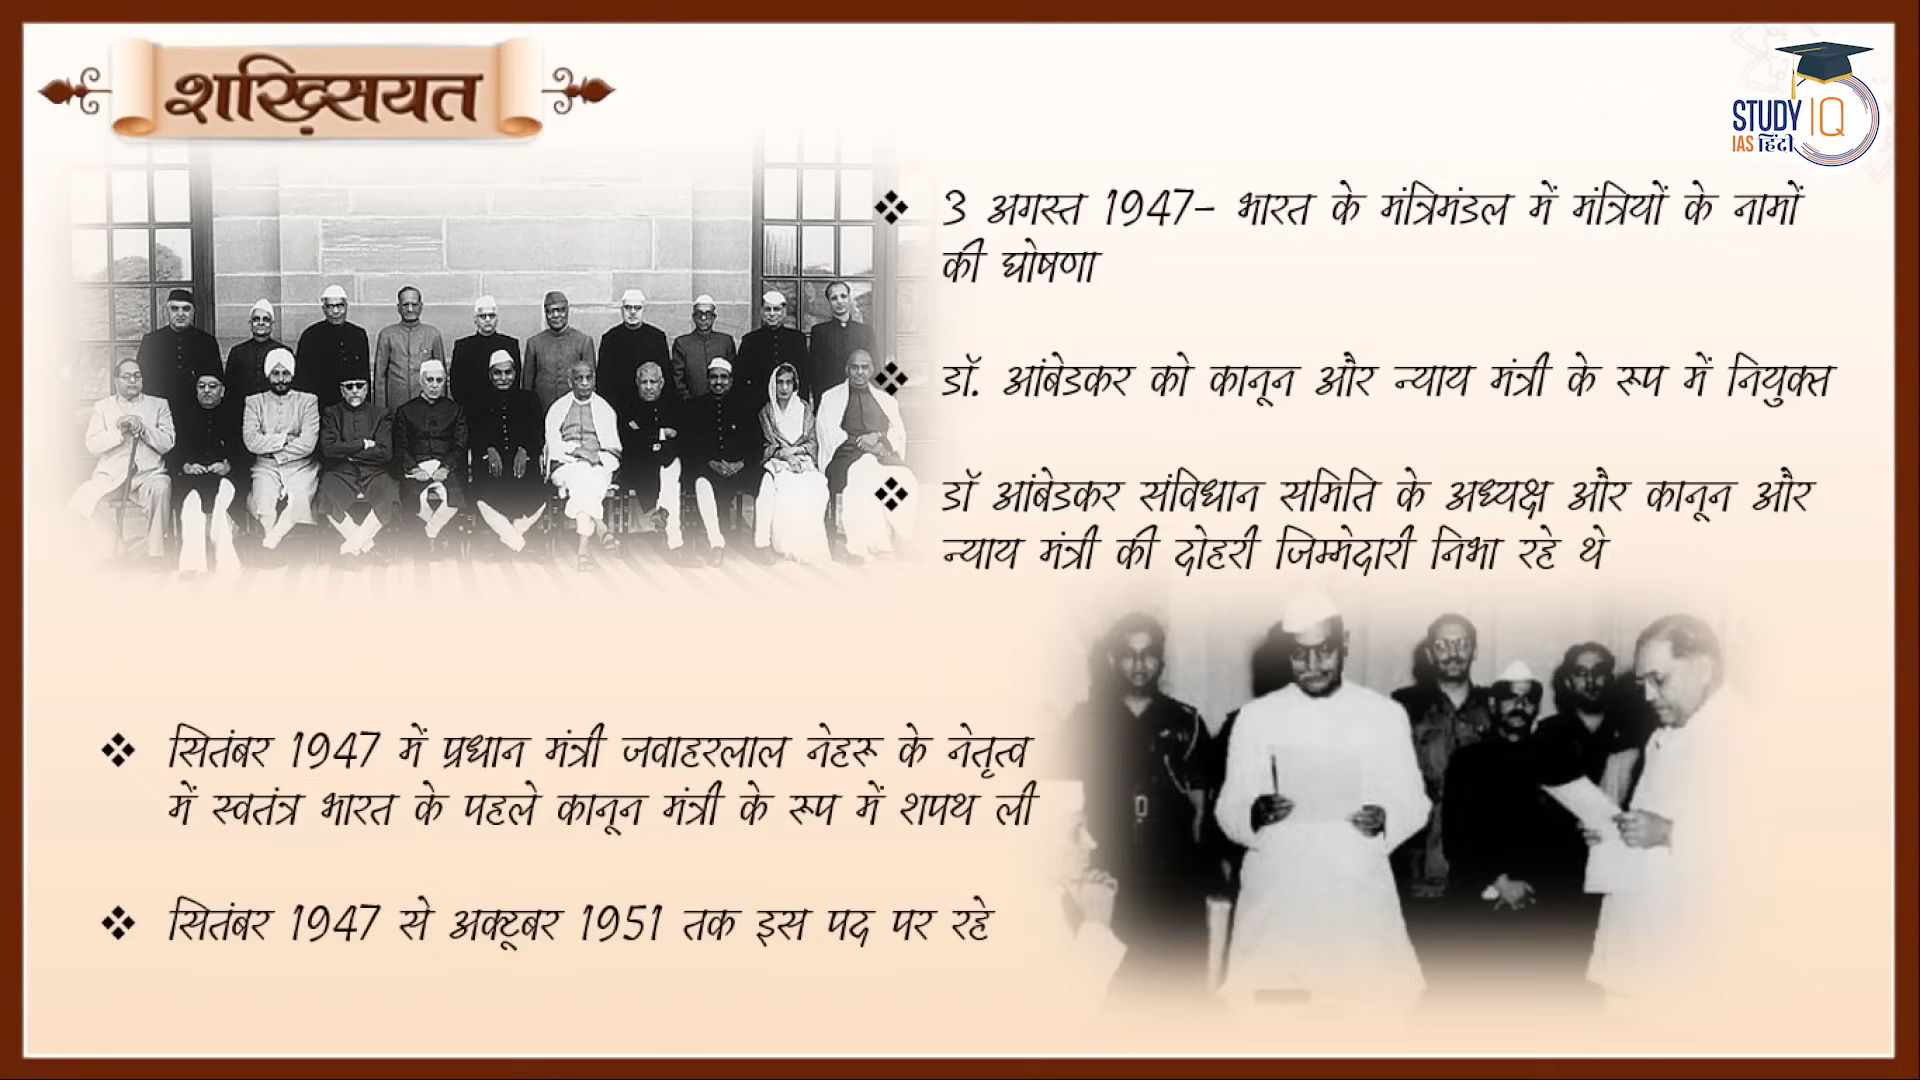 शख़्सियत
STUDY IQ
IAS हिंदी
❖ 3 अगस्त 1947- भारत के मंत्रिमंडल में मंत्रियों के नामों
की घोषणा
❖ डॉ. आंबेडकर को कानून और न्याय मंत्री के रूप में नियुक्त
❖ डॉ आंबेडकर संविधान समिति के अध्यक्ष और कानून और
न्याय मंत्री की दोहरी जिम्मेदारी निभा रहे थे
❖ सितंबर 1947 में प्रधान मंत्री जवाहरलाल नेहरू के नेतृत्व
में स्वतंत्र भारत के पहले कानून मंत्री के रूप में शपथ ली
❖ सितंबर 1947 से अक्टूबर 1951 तक इस पद पर रहे